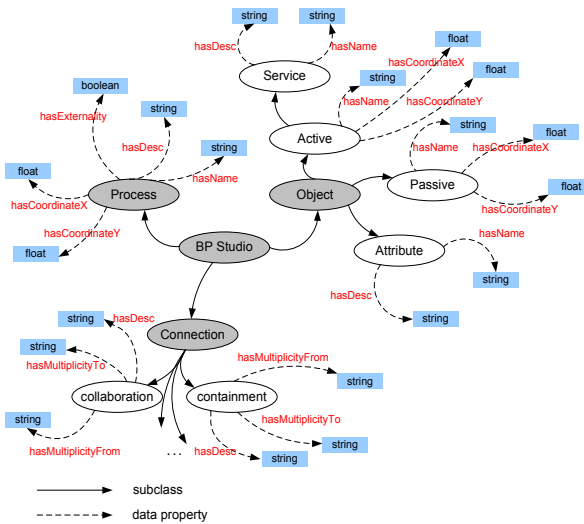 string
string
hasDesc
hasName
float
Service
hasCoordinateX
boolean
string
float
hasName
hasCoordinateY
hasExternality
string
string
Active
hasDesc
string
float
hasName
hasCoordinateX
float
hasName
Process
Object
Passive
float
hasCoordinateX
hasCoordinateY
hasCoordinateY
hasName
float
BP Studio
Attribute
string
hasDesc
string
string
hasDesc
Connection
string
hasMultiplicityFrom
string
hasMultiplicityTo
collaboration
containment
string
hasMultiplicityTo
string
hasMultiplicityFrom
...
hasDesc
string
string
subclass
data property